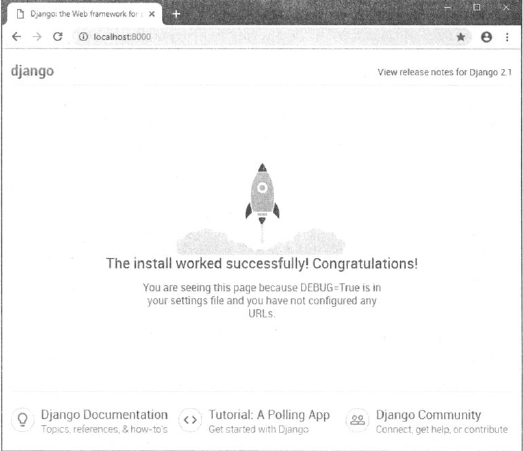 Django: the Web framework for
localhost:8000
django
View release notes for Django 2.1
The install worked successfully! Congratulations!
You are seeing this page because DEBUG=True is in
your settings file and you have not configured any
URLs.
Django Documentation
Topics, references, & how-to's
Tutorial: A Polling App
Get started with Django
Django Community
Connect, get help, or contribute